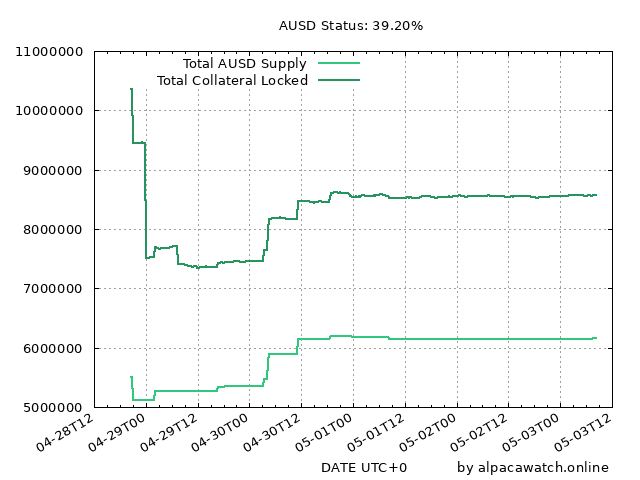 AUSD Status: 39.20%
Total AUSD Supply
Total Collateral Locked
11000000
10000000
9000000
8000000
7000000
6000000
5000000
04-28T12
04-29T00
04-29T12
04-30T00
04-30T12
05-01T00
05-01T12
05-02T00
05-02T12
05-03T00
05-03T12
DATE UTC+0
by alpacawatch.online